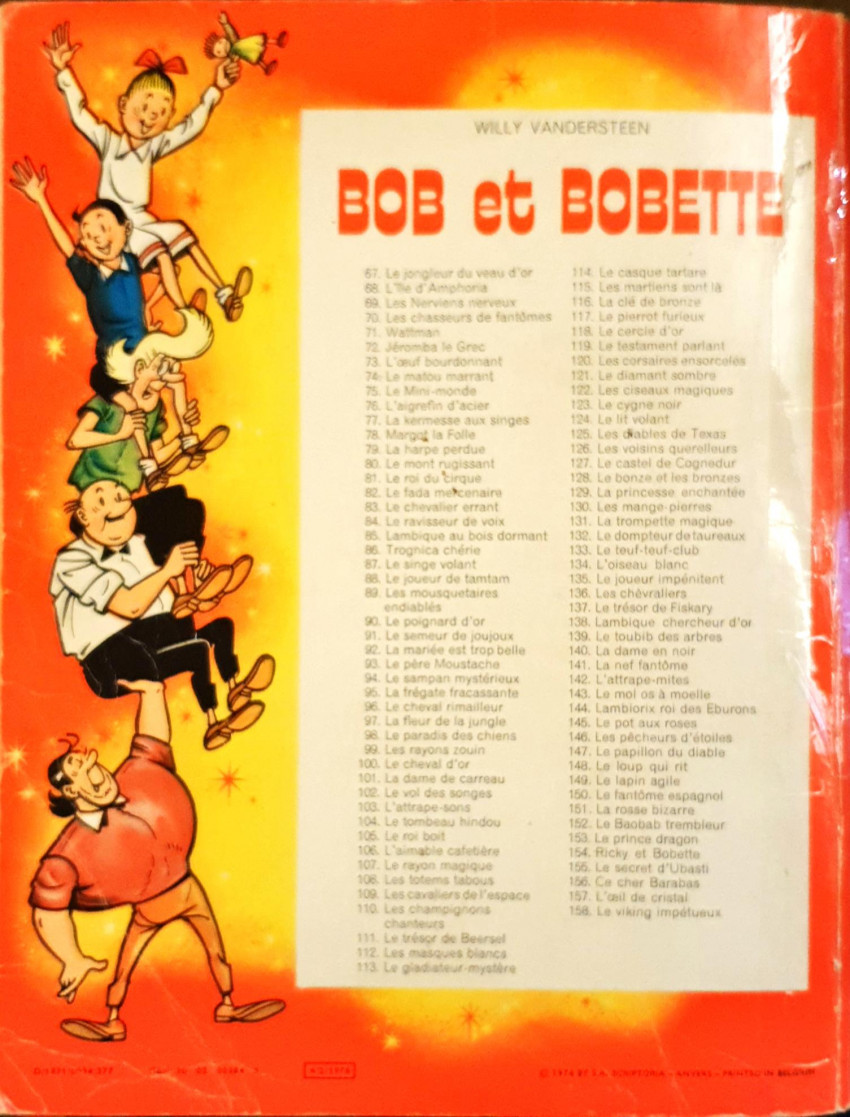 WILLY VANDERSTEEN
BOB et BOBETTE
67. Le jongleur du veau d'or
68. L'île d'Amphoria
69. Les Nerviens nerveux
70. Les chasseurs de fantômes
71. Wattman
72. Jéromba le Grec
73. L'œuf bourdonnant
74. Le matou marrant
75. Le Mini-monde
76. L'aigrefin d'acier
77. La kermesse aux singes
78. Margot la Folle
79. La harpe perdue
80. Le mont rugissant
81. Le roi du cirque
82. Le fada mercenaire
83. Le chevalier errant
84. Le ravisseur de voix
85. Lambique au bois dormant
86. Trognica chérie
87. Le singe volant
88. Le joueur de tamtam
89. Les mousquetaires
endiablés
90. Le poignard d'or
91. Le semeur de joujoux
92. La mariée est trop belle
93. Le père Moustache
94. Le sampan mystérieux
95. La frégate fracassante
96. Le cheval rimailleur
97. La fleur de la jungle
98. Le paradis des chiens
99. Les rayons zouin
100. Le cheval d'or
101. La dame de carreau
102. Le vol des songes
103. L'attrape-sons
104. Le tombeau hindou
105. Le roi boit
106. L'aimable cafetière
107. Le rayon magique
108. Les totems tabous
109. Les cavaliers de l'espace
110. Les champignons
chanteurs
111. Le trésor de Beersel
112. Les masques blancs
113. Le gladiateur-mystère
114. Le casque tartare
115. Les martiens sont là
116. La clé de bronze
117. Le pierrot furieux
118. Le cercle d'or
119. Le testament parlant
120. Les corsaires ensorcelés
121. Le diamant sombre
122. Les ciseaux magiques
123. Le cygne noir
124. Le lit volant
125. Les diables de Texas
126. Les voisins querelleurs
127. Le castel de Cognedur
128. Le bonze et les bronzes
129. La princesse enchantée
130. Les mange-pierres
131. La trompette magique
132. Le dompteur de taureaux
133. Le teuf-teuf-club
134. L'oiseau blanc
135. Le joueur impénitent
136. Les chèvraliers
137. Le trésor de Fiskary
138. Lambique chercheur d'or
139. Le toubib des arbres
140. La dame en noir
141. La nef fantôme
142. L'attrape-mites
143. Le mol os à moelle
144. Lambiorix roi des Eburons
145. Le pot aux roses
146. Les pêcheurs d'étoiles
147. Le papillon du diable
148. Le loup qui rit
149. Le lapin agile
150. Le fantôme espagnol
151. La rosse bizarre
152. Le Baobab trembleur
153. Le prince dragon
154. Ricky et Bobette
155. Le secret d'Ubasti
156. Ce cher Barabas
157. L'œil de cristal
158. Le viking impétueux
© 1976 BY S.A. SCRIPTORIA - ANVERS - PRINTED IN BELGIUM